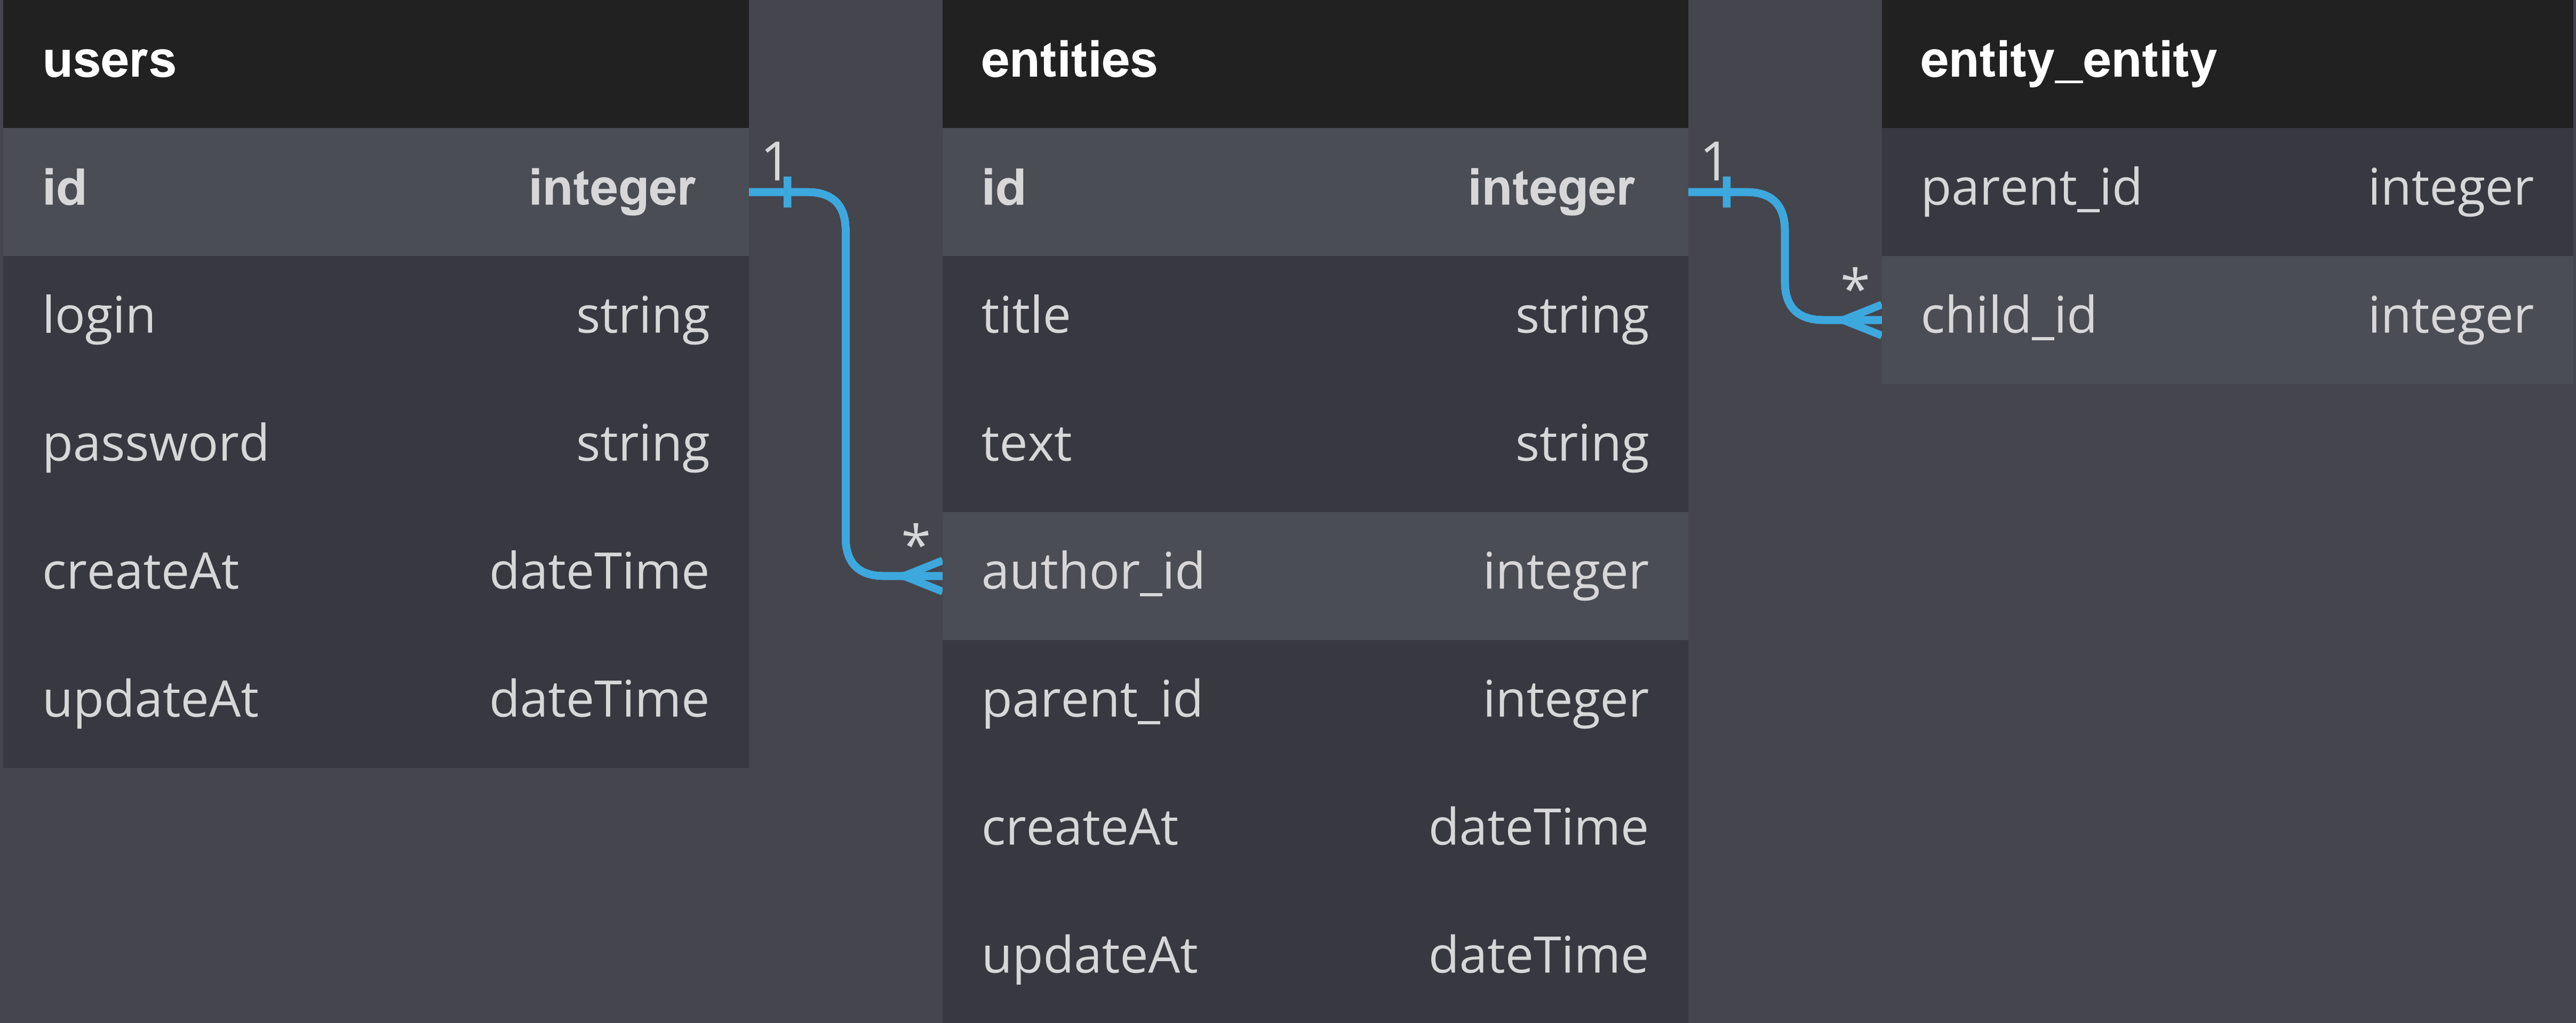 users
id integer
login string
password string
createAt dateTime
updateAt dateTime
1
*
entities
id integer
title string
text string
author_id integer
parent_id integer
createAt dateTime
updateAt dateTime
1
*
entity_entity
parent_id integer
child_id integer